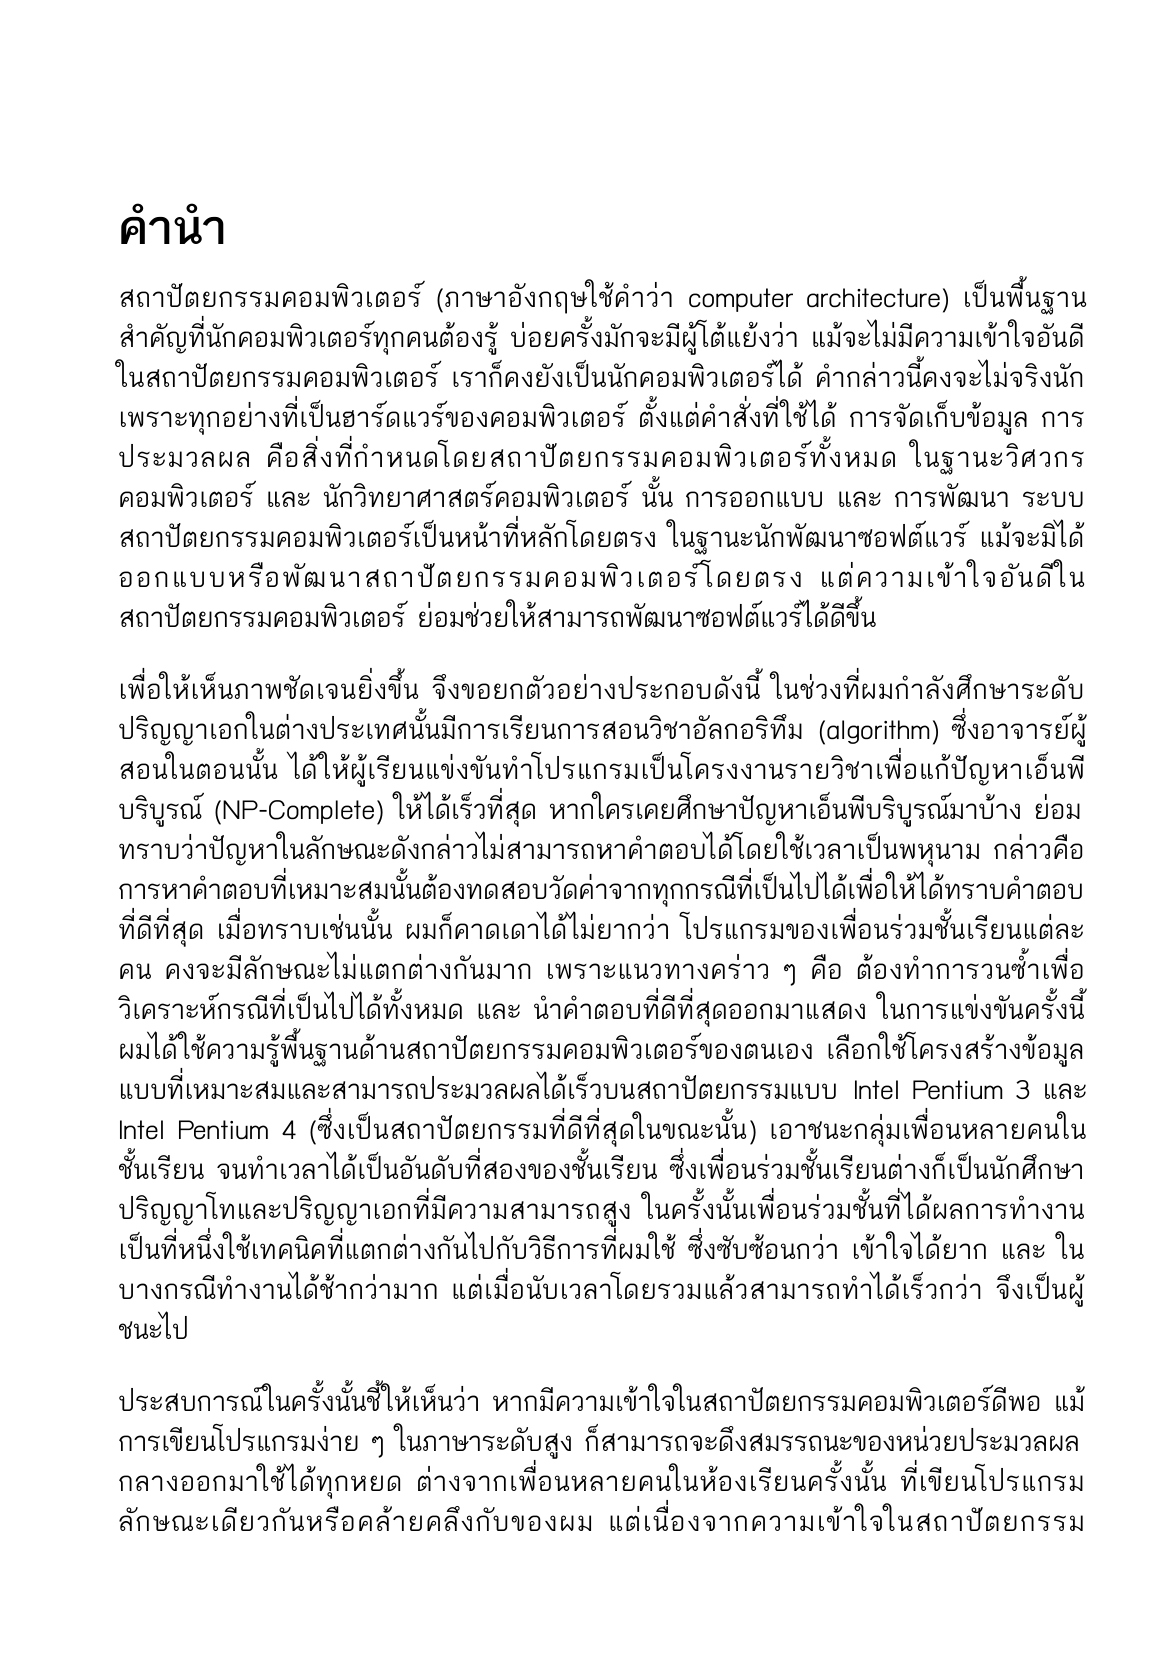 คำนำ
สถาปัตยกรรมคอมพิวเตอร์ (ภาษาอังกฤษใช้คำว่า computer architecture) เป็นพื้นฐาน
สำคัญที่นักคอมพิวเตอร์ทุกคนต้องรู้ บ่อยครั้งมักจะมีผู้โต้แย้งว่า แม้จะไม่มีความเข้าใจอันดี
ในสถาปัตยกรรมคอมพิวเตอร์ เราก็คงยังเป็นนักคอมพิวเตอร์ได้ คำกล่าวนี้คงจะไม่จริงนัก
เพราะทุกอย่างที่เป็นฮาร์ดแวร์ของคอมพิวเตอร์ ตั้งแต่คำสั่งที่ใช้ได้ การจัดเก็บข้อมูล การ
ประมวลผล คือสิ่งที่กำหนดโดยสถาปัตยกรรมคอมพิวเตอร์ทั้งหมด ในฐานะวิศวกร
คอมพิวเตอร์ และ นักวิทยาศาสตร์คอมพิวเตอร์ นั้น การออกแบบ และ การพัฒนา ระบบ
สถาปัตยกรรมคอมพิวเตอร์เป็นหน้าที่หลักโดยตรง ในฐานะนักพัฒนาซอฟต์แวร์ แม้จะมิได้
ออกแบบหรือพัฒนาสถาปัตยกรรมคอมพิวเตอร์โดยตรง แต่ความเข้าใจอันดีใน
สถาปัตยกรรมคอมพิวเตอร์ ย่อมช่วยให้สามารถพัฒนาซอฟต์แวร์ได้ดีขึ้น
เพื่อให้เห็นภาพชัดเจนยิ่งขึ้น จึงขอยกตัวอย่างประกอบดังนี้ ในช่วงที่ผมกำลังศึกษาระดับ
ปริญญาเอกในต่างประเทศนั้นมีการเรียนการสอนวิชาอัลกอริทึม (algorithm) ซึ่งอาจารย์ผู้
สอนในตอนนั้น ได้ให้ผู้เรียนแข่งขันทำโปรแกรมเป็นโครงงานรายวิชาเพื่อแก้ปัญหาเอ็นพี
บริบูรณ์ (NP-Complete) ให้ได้เร็วที่สุด หากใครเคยศึกษาปัญหาเอ็นพีบริบูรณ์มาบ้าง ย่อม
ทราบว่าปัญหาในลักษณะดังกล่าวไม่สามารถหาคำตอบได้โดยใช้เวลาเป็นพหุนาม กล่าวคือ
การหาคำตอบที่เหมาะสมนั้นต้องทดสอบวัดค่าจากทุกกรณีที่เป็นไปได้เพื่อให้ได้ทราบคำตอบ
ที่ดีที่สุด เมื่อทราบเช่นนั้น ผมก็คาดเดาได้ไม่ยากว่า โปรแกรมของเพื่อนร่วมชั้นเรียนแต่ละ
คน คงจะมีลักษณะไม่แตกต่างกันมาก เพราะแนวทางคร่าว ๆ คือ ต้องทำการวนซ้ำเพื่อ
วิเคราะห์กรณีที่เป็นไปได้ทั้งหมด และ นำคำตอบที่ดีที่สุดออกมาแสดง ในการแข่งขันครั้งนี้
ผมได้ใช้ความรู้พื้นฐานด้านสถาปัตยกรรมคอมพิวเตอร์ของตนเอง เลือกใช้โครงสร้างข้อมูล
แบบที่เหมาะสมและสามารถประมวลผลได้เร็วบนสถาปัตยกรรมแบบ Intel Pentium 3 และ
Intel Pentium 4 (ซึ่งเป็นสถาปัตยกรรมที่ดีที่สุดในขณะนั้น) เอาชนะกลุ่มเพื่อนหลายคนใน
ชั้นเรียน จนทำเวลาได้เป็นอันดับที่สองของชั้นเรียน ซึ่งเพื่อนร่วมชั้นเรียนต่างก็เป็นนักศึกษา
ปริญญาโทและปริญญาเอกที่มีความสามารถสูง ในครั้งนั้นเพื่อนร่วมชั้นที่ได้ผลการทำงาน
เป็นที่หนึ่งใช้เทคนิคที่แตกต่างกันไปกับวิธีการที่ผมใช้ ซึ่งซับซ้อนกว่า เข้าใจได้ยาก และ ใน
บางกรณีทำงานได้ช้ากว่ามาก แต่เมื่อนับเวลาโดยรวมแล้วสามารถทำได้เร็วกว่า จึงเป็นผู้
ชนะไป
ประสบการณ์ในครั้งนั้นชี้ให้เห็นว่า หากมีความเข้าใจในสถาปัตยกรรมคอมพิวเตอร์ดีพอ แม้
การเขียนโปรแกรมง่าย ๆ ในภาษาระดับสูง ก็สามารถจะดึงสมรรถนะของหน่วยประมวลผล
กลางออกมาใช้ได้ทุกหยด ต่างจากเพื่อนหลายคนในห้องเรียนครั้งนั้น ที่เขียนโปรแกรม
ลักษณะเดียวกันหรือคล้ายคลึงกับของผม แต่เนื่องจากความเข้าใจในสถาปัตยกรรม